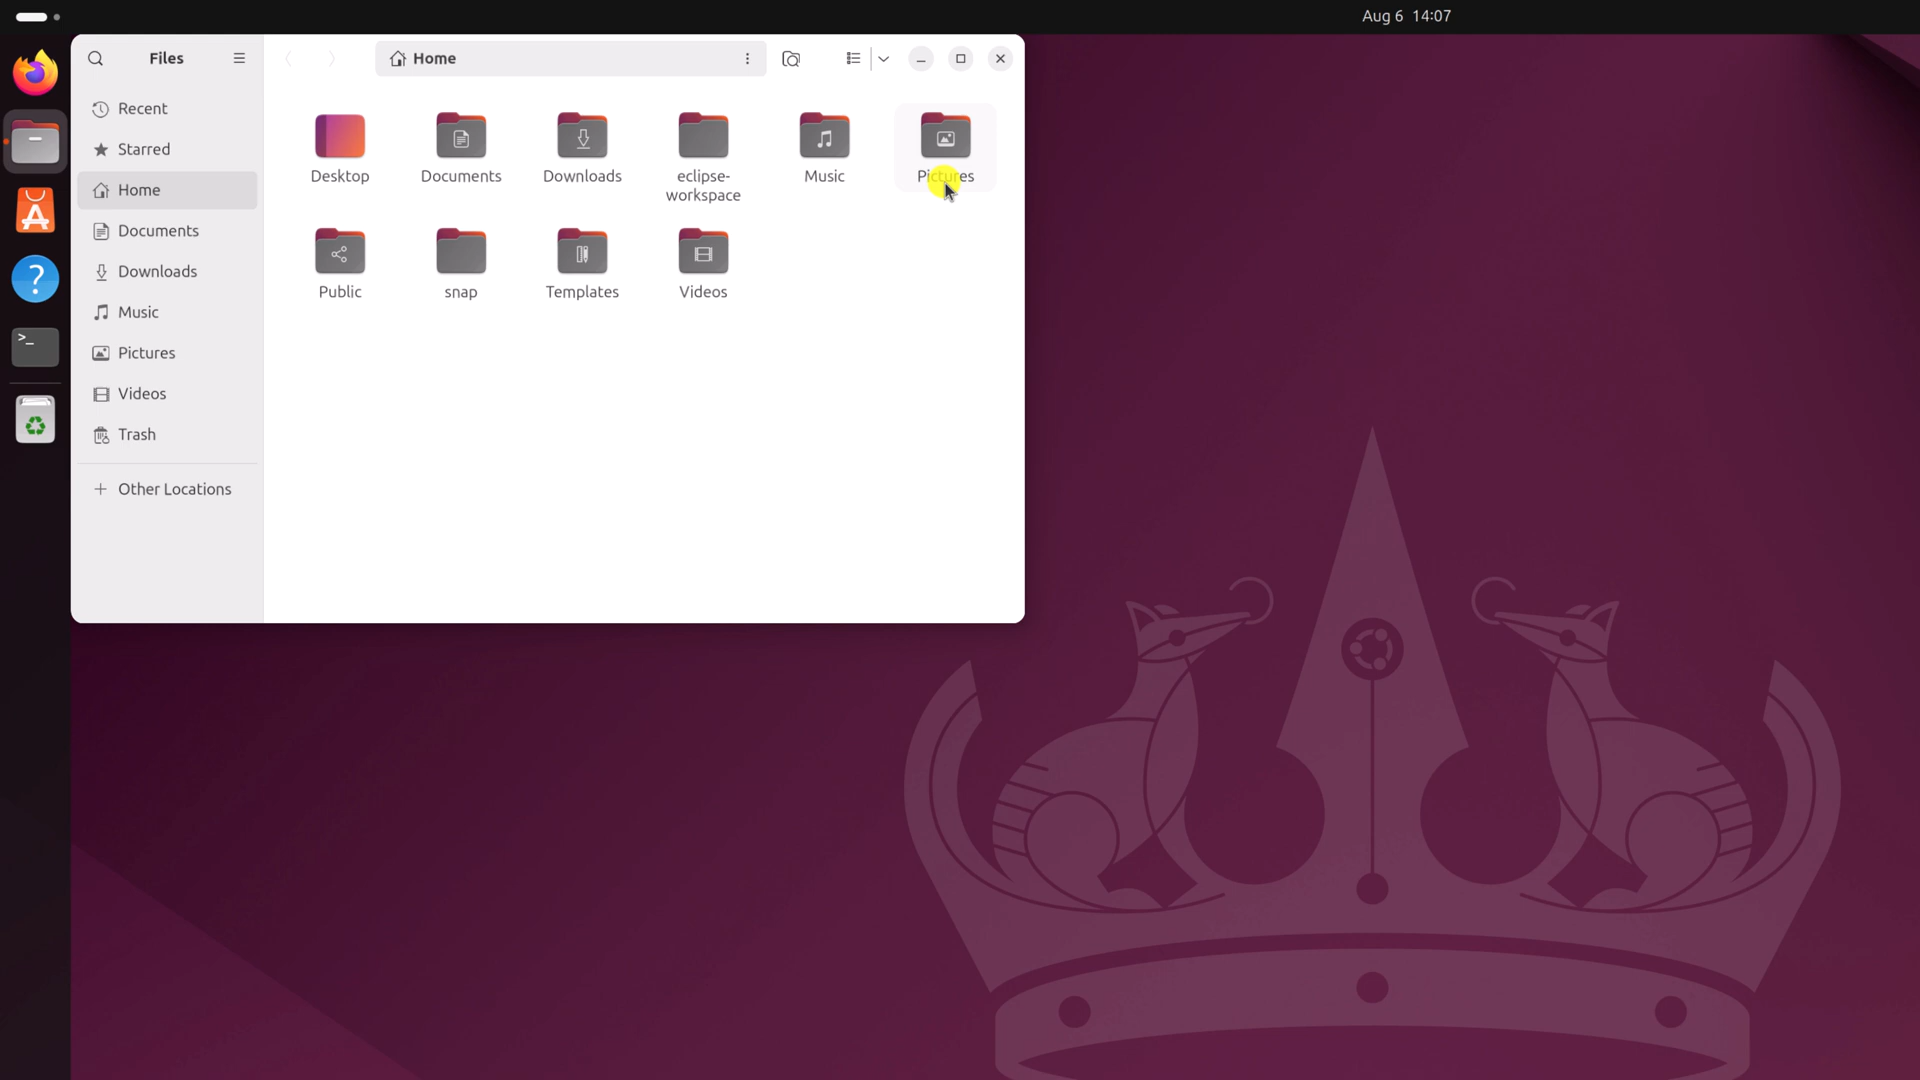 Aug 6 14:07
Files
Home
Recent
Starred
Home
Documents
Downloads
Music
Pictures
Videos
Trash
Other Locations
Desktop
Documents
Downloads
eclipse-
workspace
Music
Pictures
Public
snap
Templates
Videos